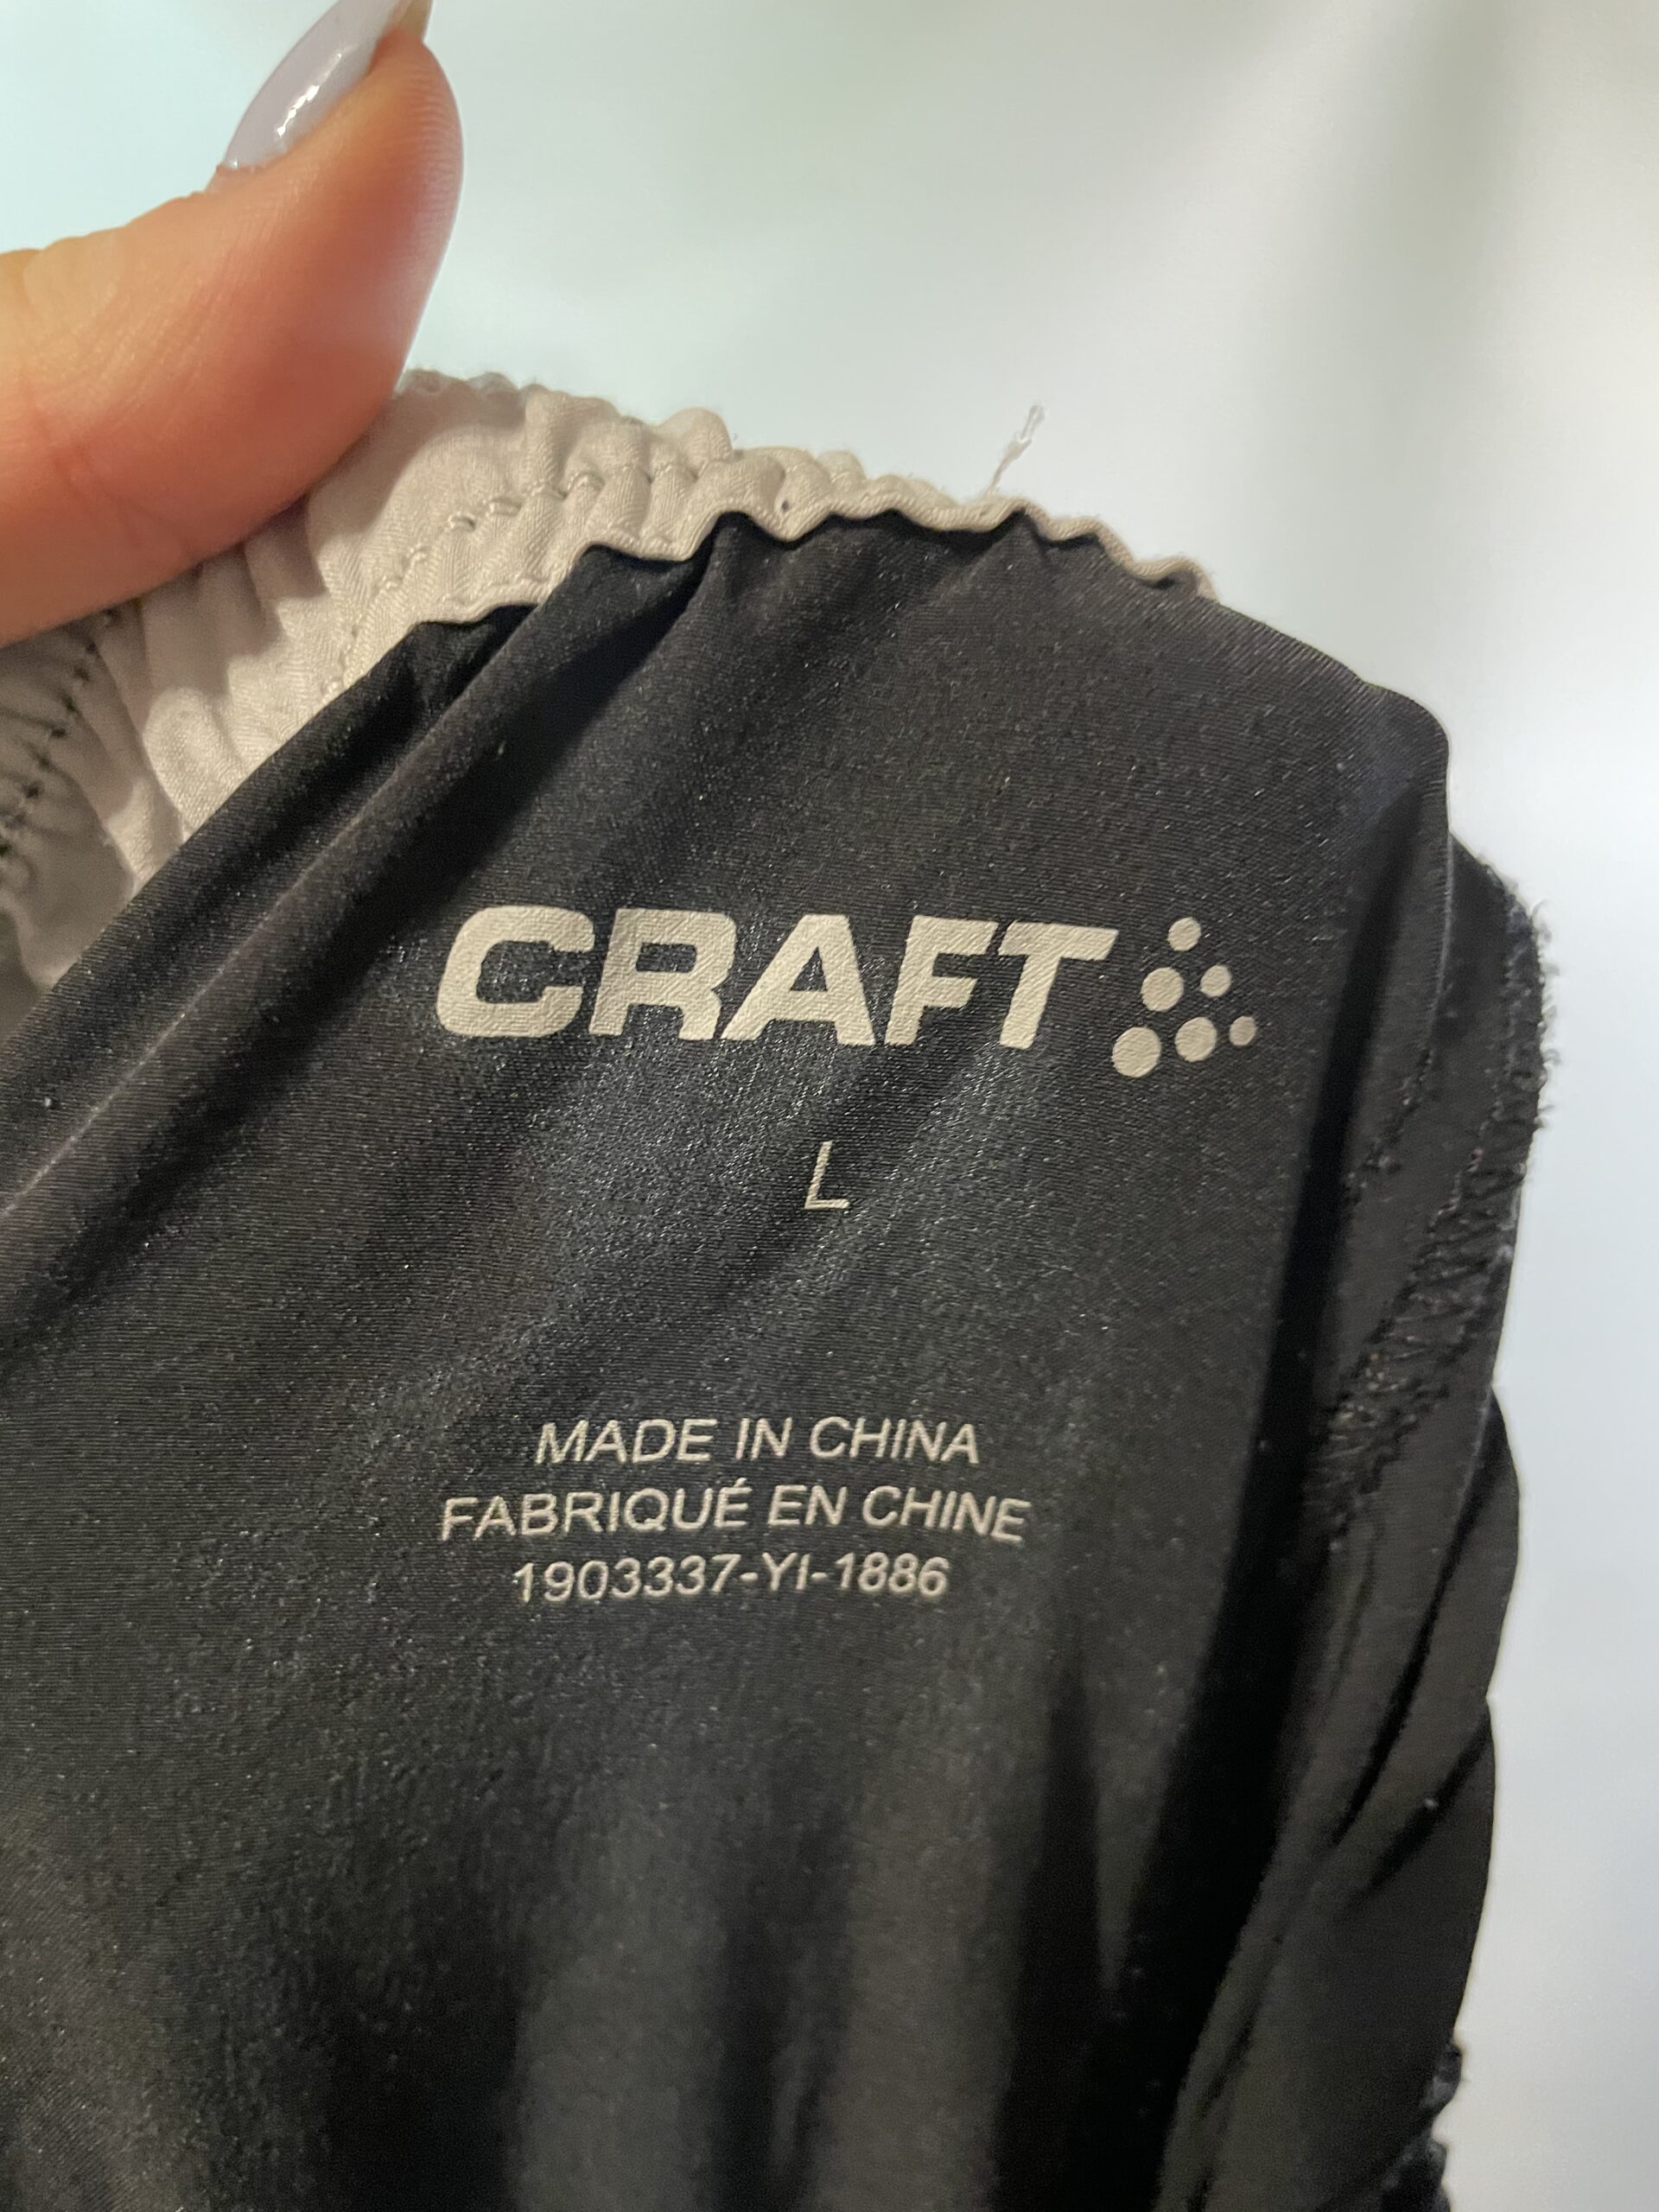 CRAFT
L
MADE IN CHINA
FABRIQUÉ EN CHINE
1903337-YI-1886